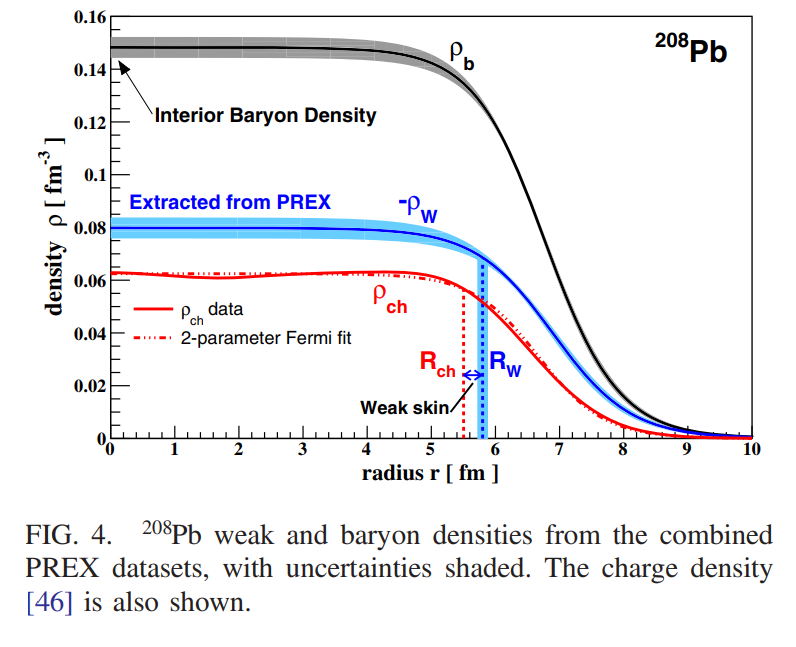 0.16
0.14
0.12
0.1
0.08
0.06
0.04
0.02
0
density ρ [ fm-3 ]
208Pb
ρb
Interior Baryon Density
Extracted from PREX
-ρW
ρch
ρch data
2-parameter Fermi fit
Rch
RW
Weak skin
0 1 2 3 4 5 6 7 8 9 10
radius r [ fm ]
FIG. 4. 208Pb weak and baryon densities from the combined
PREX datasets, with uncertainties shaded. The charge density
[46] is also shown.